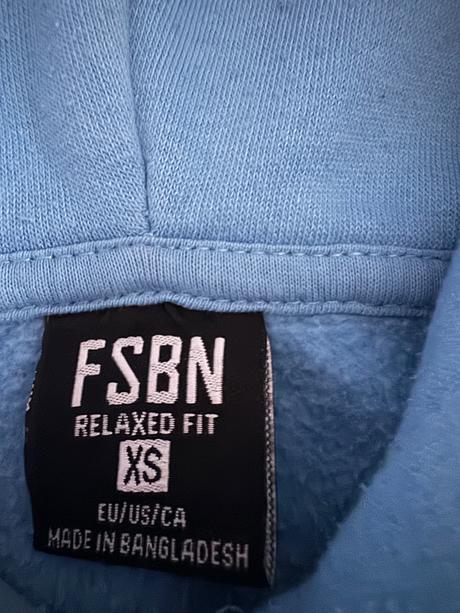 FSBN
RELAXED FIT
XS
EU/US/CA
MADE IN BANGLADESH